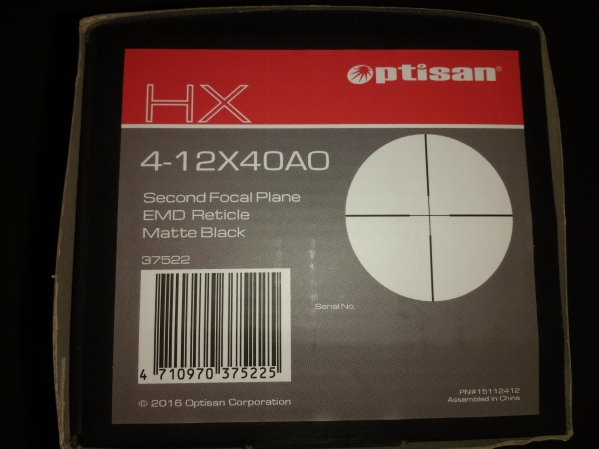 HX
Optisan®
4-12X40AO
Second Focal Plane
EMD Reticle
Matte Black
37522
Serial No.
4 710970 375225
© 2016 Optisan Corporation
PN#15112412
Assembled in China